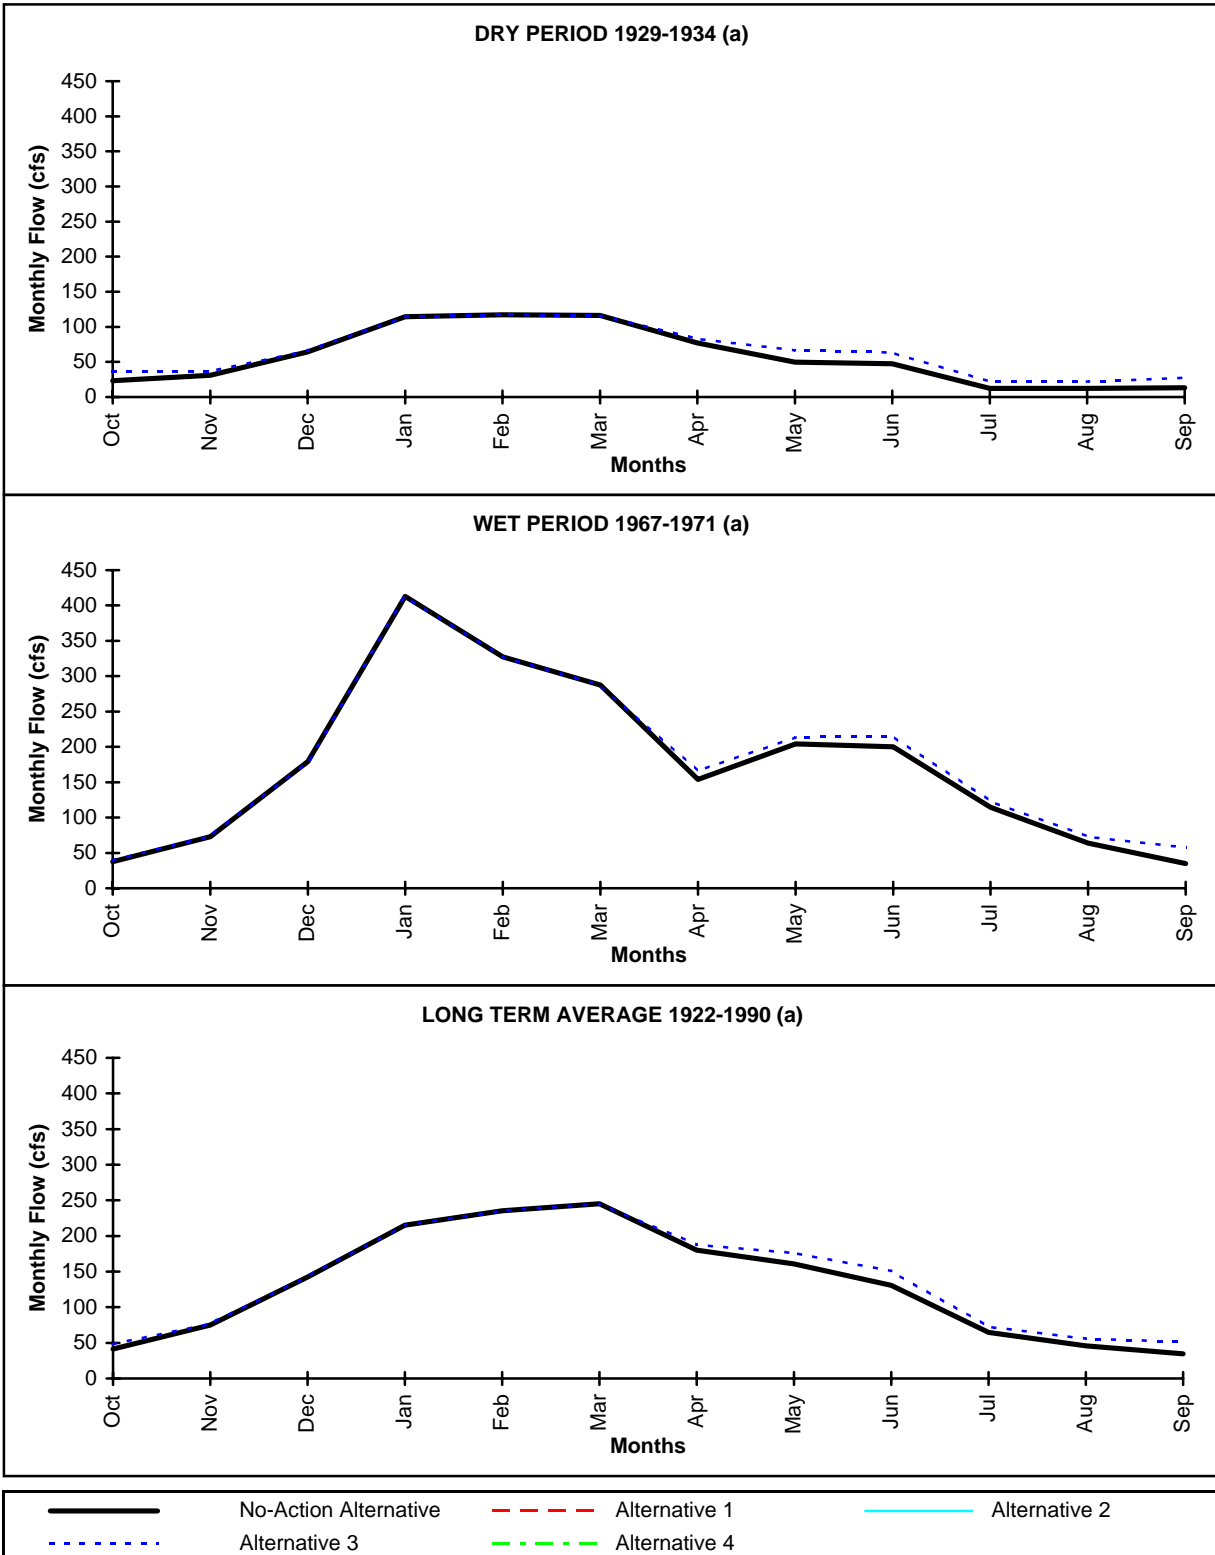 DRY PERIOD 1929-1934 (a)
450
400
350
300
250
200
150
100
50
0
Monthly Flow (cfs)
Oct
Nov
Dec
Jan
Feb
Mar
Apr
May
Jun
Jul
Aug
Sep
Months
WET PERIOD 1967-1971 (a)
450
400
350
300
250
200
150
100
50
0
Monthly Flow (cfs)
Oct
Nov
Dec
Jan
Feb
Mar
Apr
May
Jun
Jul
Aug
Sep
Months
LONG TERM AVERAGE 1922-1990 (a)
450
400
350
300
250
200
150
100
50
0
Monthly Flow (cfs)
Oct
Nov
Dec
Jan
Feb
Mar
Apr
May
Jun
Jul
Aug
Sep
Months
No-Action Alternative
Alternative 1
Alternative 2
Alternative 3
Alternative 4